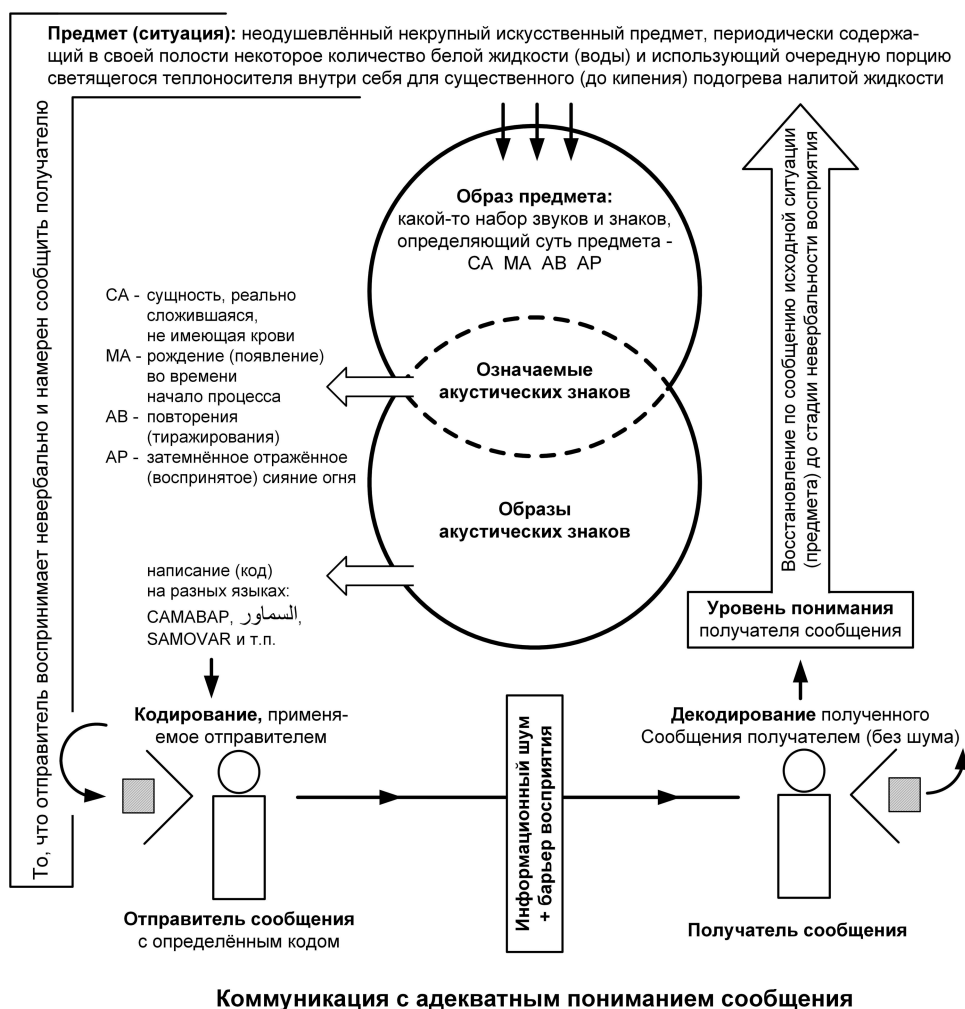 Предмет (ситуация): неодушевлённый некрупный искусственный предмет, периодически содержа-
щий в своей полости некоторое количество белой жидкости (воды) и использующий очередную порцию
светящегося теплоносителя внутри себя для существенного (до кипения) подогрева налитой жидкости
То, что отправитель воспринимает невербально и намерен сообщить получателю
Образ предмета:
какой-то набор звуков и знаков,
определяющий суть предмета -
СА МА АВ АР
Означаемые
акустических знаков
Образы
акустических знаков
СА - сущность, реально
сложившаяся,
не имеющая крови
МА - рождение (появление)
во времени
начало процесса
АВ - повторения
(тиражирования)
АР - затемнённое отражённое
(воспринятое) сияние огня
написание (код)
на разных языках:
САМАВАР, السماور,
SAMOVAR и т.п.
Восстановление по сообщению исходной ситуации
(предмета) до стадии невербальности восприятия
Уровень понимания
получателя сообщения
Кодирование, применя-
емое отправителем
Информационный шум
+ барьер восприятия
Декодирование полученного
Сообщения получателем (без шума)
Отправитель сообщения
с определённым кодом
Получатель сообщения
Коммуникация с адекватным пониманием сообщения